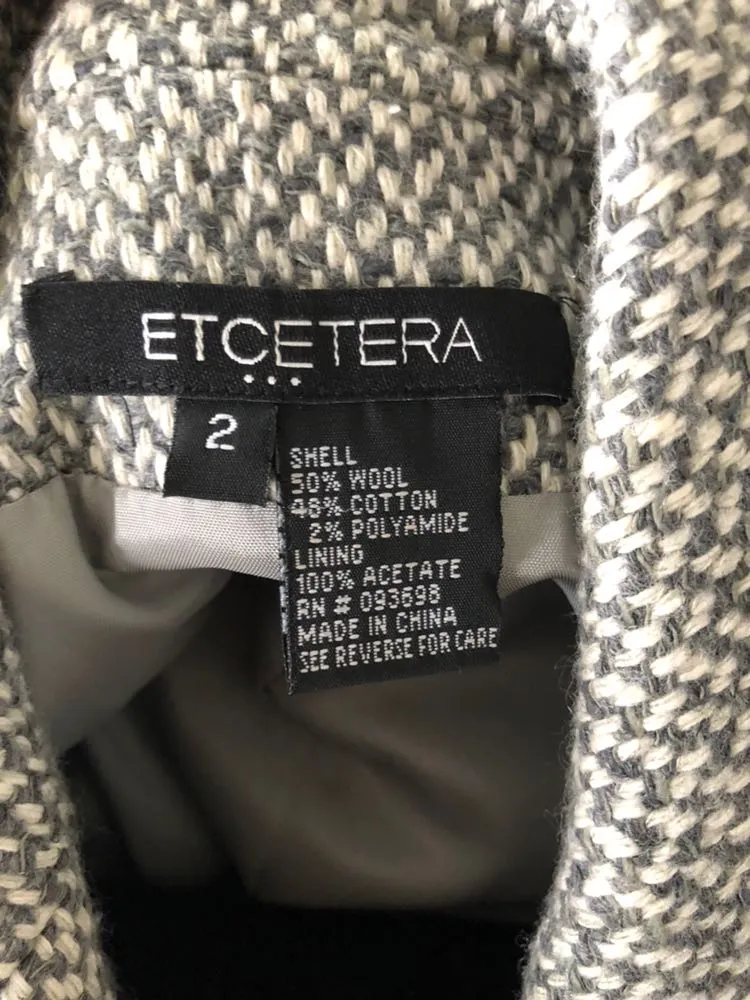 ETCETERA
2
SHELL
50% WOOL
48% COTTON
2% POLYAMIDE
LINING
100% ACETATE
RN # 093698
MADE IN CHINA
SEE REVERSE FOR CARE